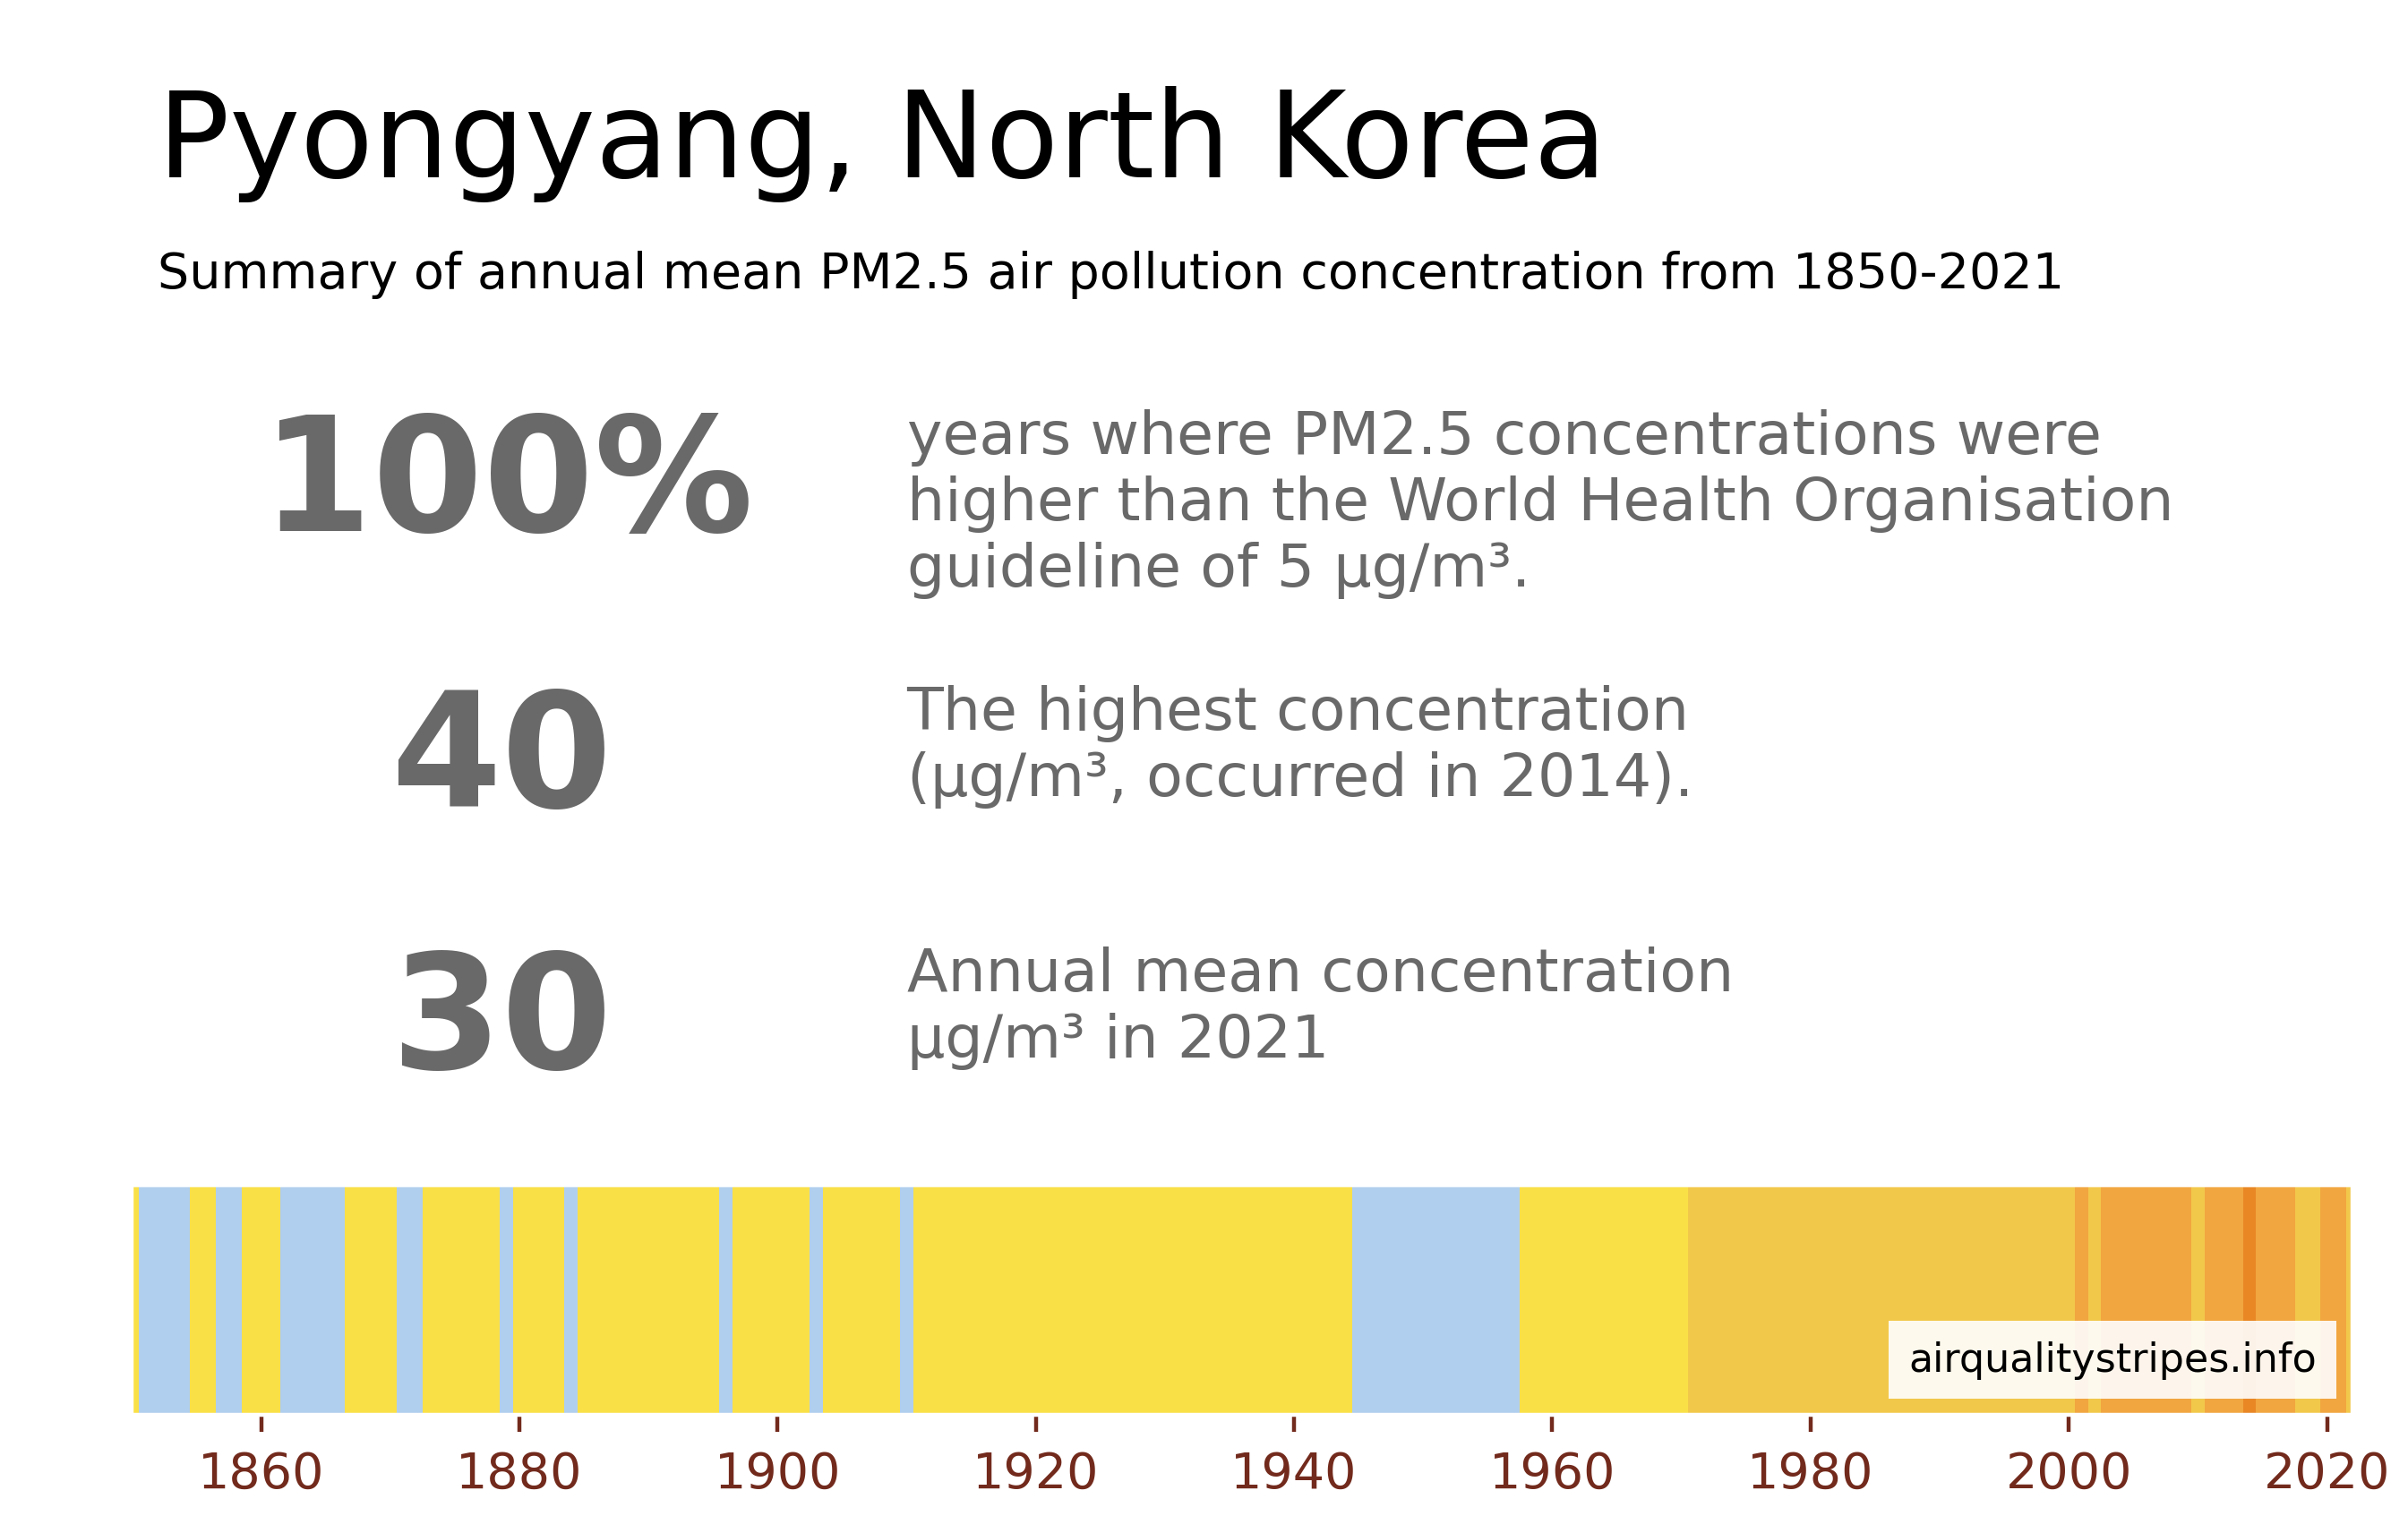 Pyongyang, North Korea
Summary of annual mean PM2.5 air pollution concentration from 1850-2021
100%
years where PM2.5 concentrations were
higher than the World Health Organisation
guideline of 5 µg/m³.
40
The highest concentration
(µg/m³, occurred in 2014).
30
Annual mean concentration
µg/m³ in 2021
airqualitystripes.info
1860 1880 1900 1920 1940 1960 1980 2000 2020